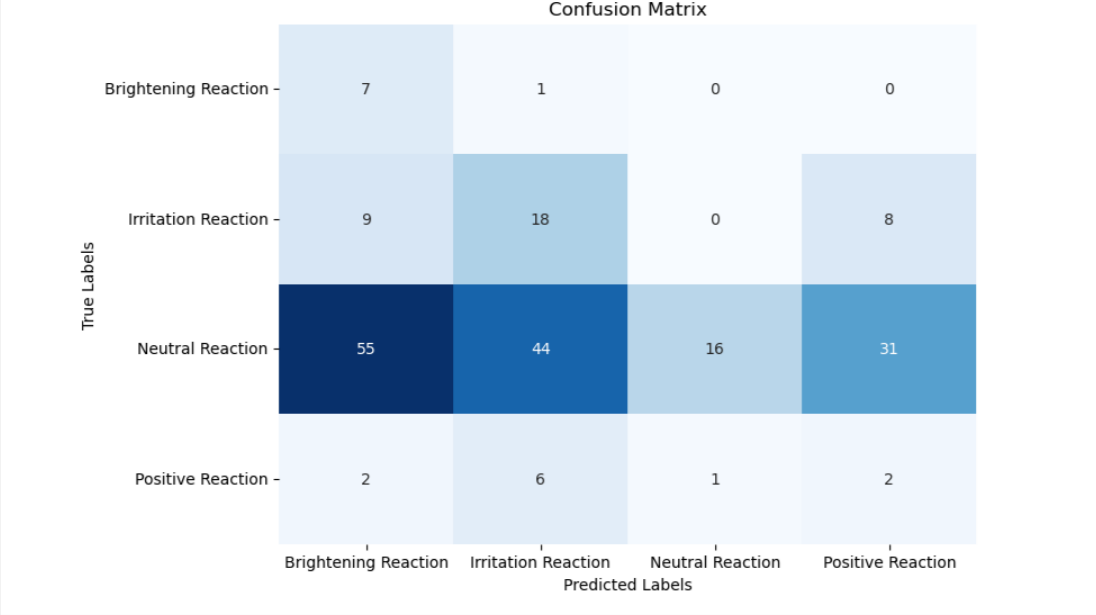 Confusion Matrix
Brightening Reaction 7 1 0 0
Irritation Reaction 9 18 0 8
Neutral Reaction 55 44 16 31
Positive Reaction 2 6 1 2
True Labels
Brightening Reaction Irritation Reaction Neutral Reaction Positive Reaction
Predicted Labels